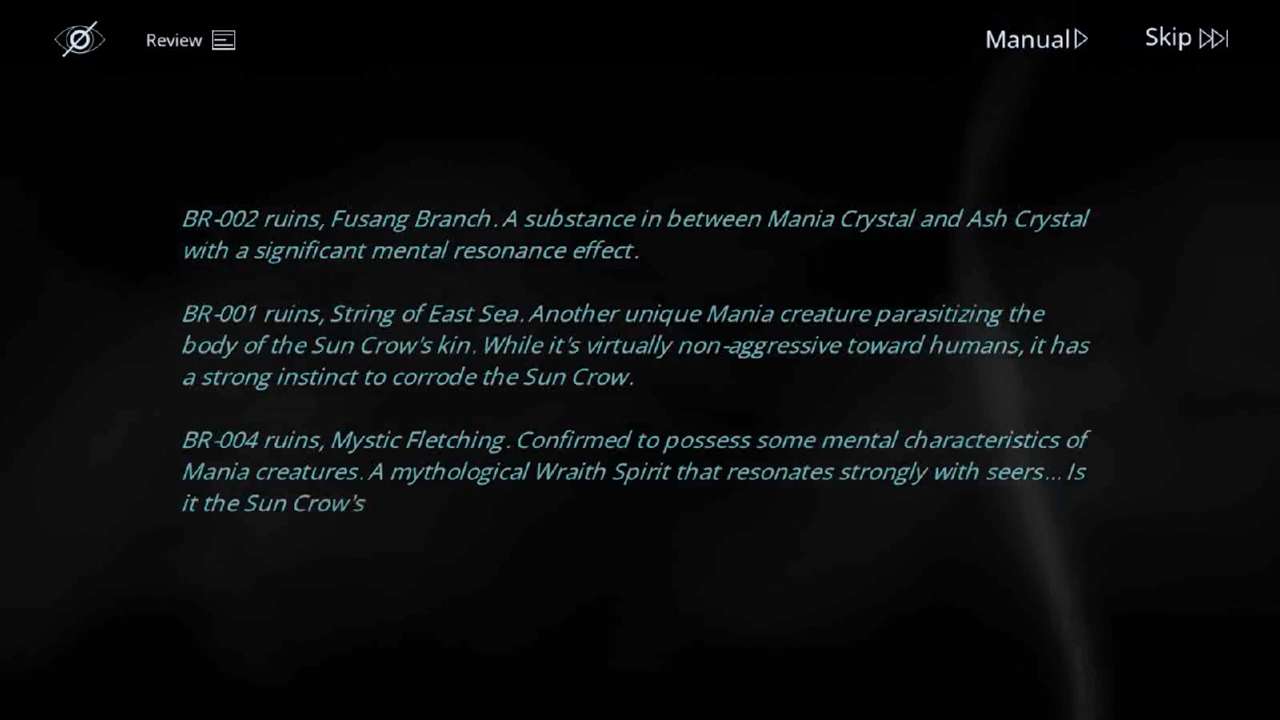 Review
Manual
Skip
BR-002 ruins, Fusang Branch. A substance in between Mania Crystal and Ash Crystal
with a significant mental resonance effect.
BR-001 ruins, String of East Sea. Another unique Mania creature parasitizing the
body of the Sun Crow's kin. While it's virtually non-aggressive toward humans, it has
a strong instinct to corrode the Sun Crow.
BR-004 ruins, Mystic Fletching. Confirmed to possess some mental characteristics of
Mania creatures. A mythological Wraith Spirit that resonates strongly with seers... Is
it the Sun Crow's